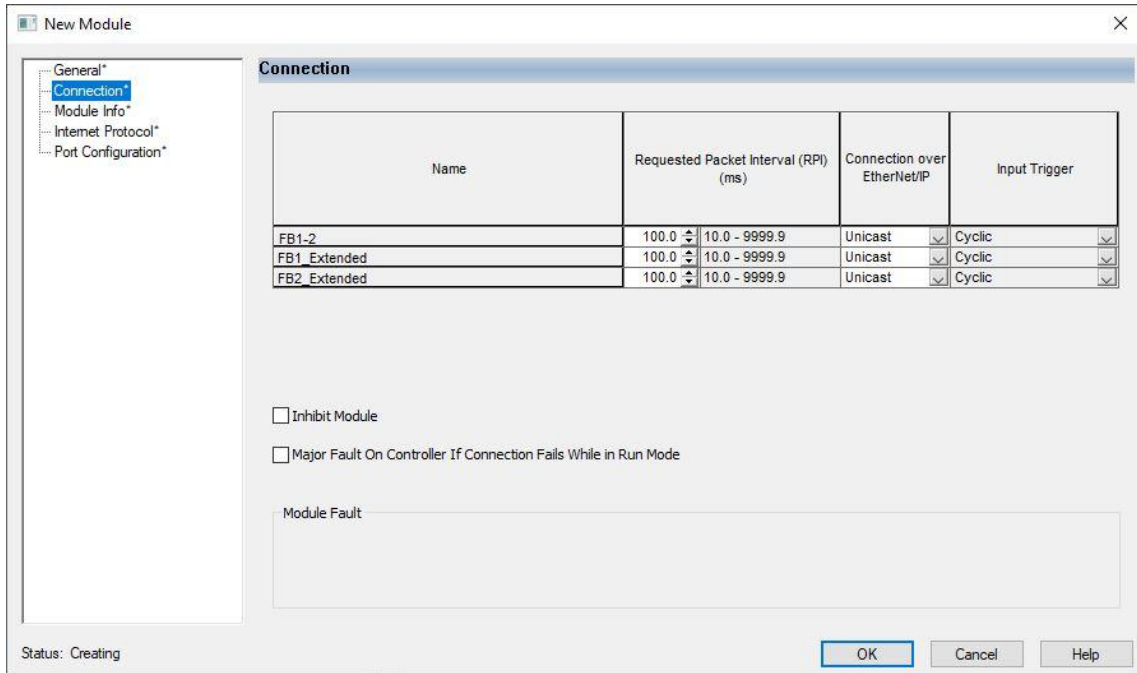 New Module
General*
Connection*
Module Info*
Internet Protocol*
Port Configuration*
Connection
Name
Requested Packet Interval (RPI)
(ms)
Connection over
EtherNet/IP
Input Trigger
FB1-2 100.0 10.0 - 9999.9 Unicast Cyclic
FB1_Extended 100.0 10.0 - 9999.9 Unicast Cyclic
FB2_Extended 100.0 10.0 - 9999.9 Unicast Cyclic
Inhibit Module
Major Fault On Controller If Connection Fails While in Run Mode
Module Fault
Status: Creating
OK Cancel Help